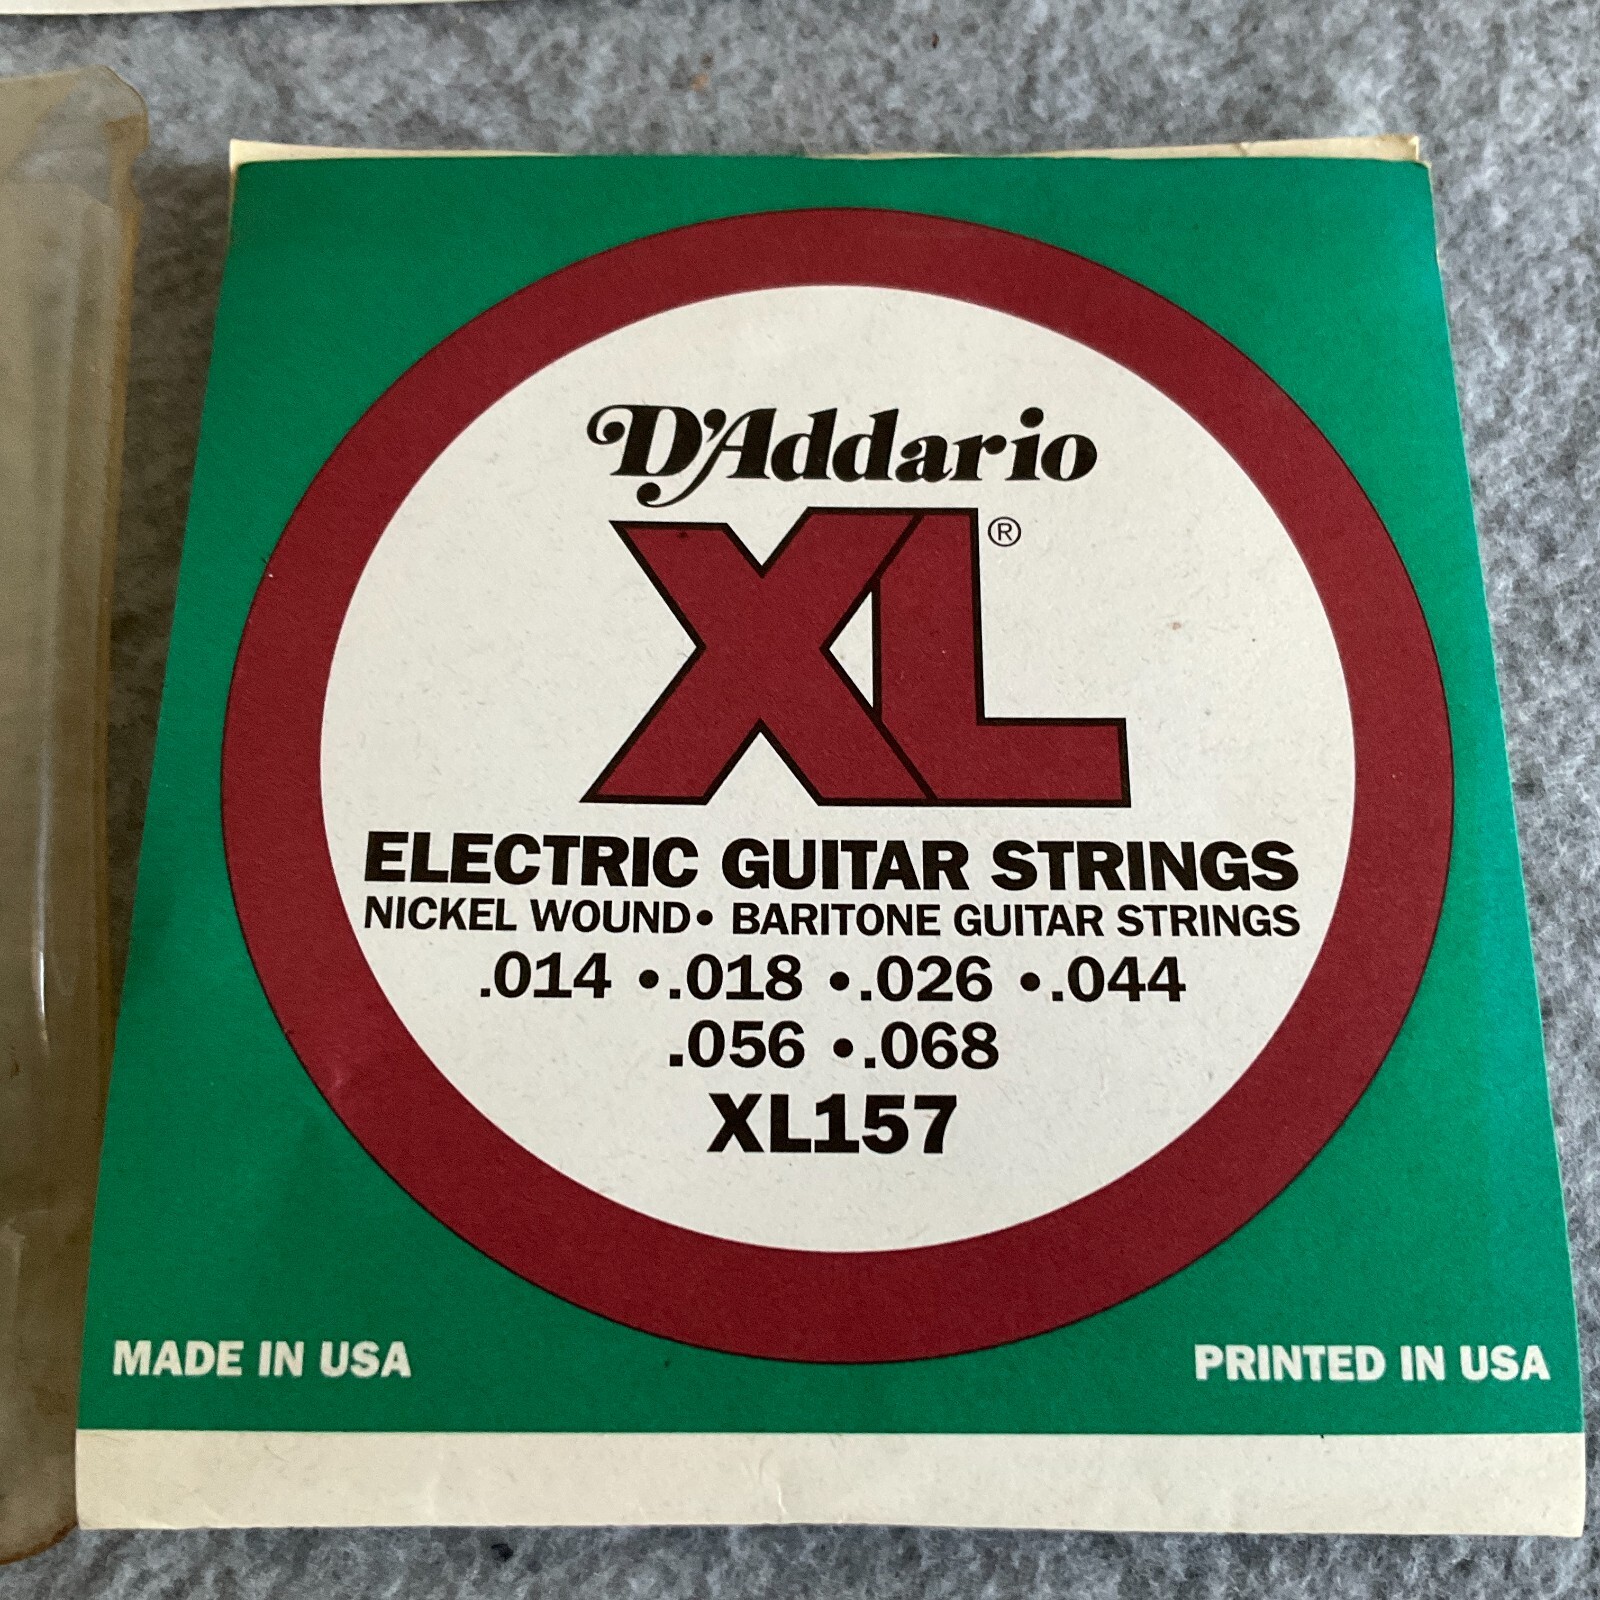 D'Addario
XL®
ELECTRIC GUITAR STRINGS
NICKEL WOUND• BARITONE GUITAR STRINGS
.014 •.018 •.026 •.044
.056 •.068
XL157
MADE IN USA
PRINTED IN USA